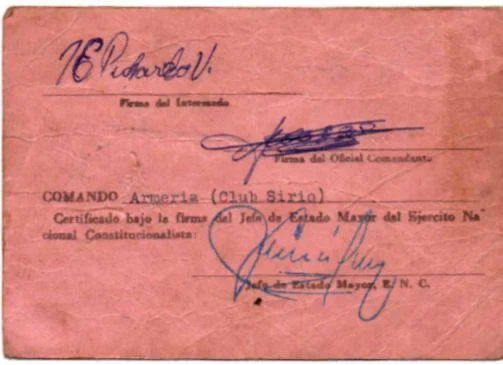 Pichardo V.
Firma del Interesado
Firma del Oficial Comandante
COMANDO Armeria (Club Sirio)
Certificado bajo la firma del Jefe de Estado Mayor del Ejercito Na-
cional Constitucionalista:
Jefe de Estado Mayor, E. N. C.